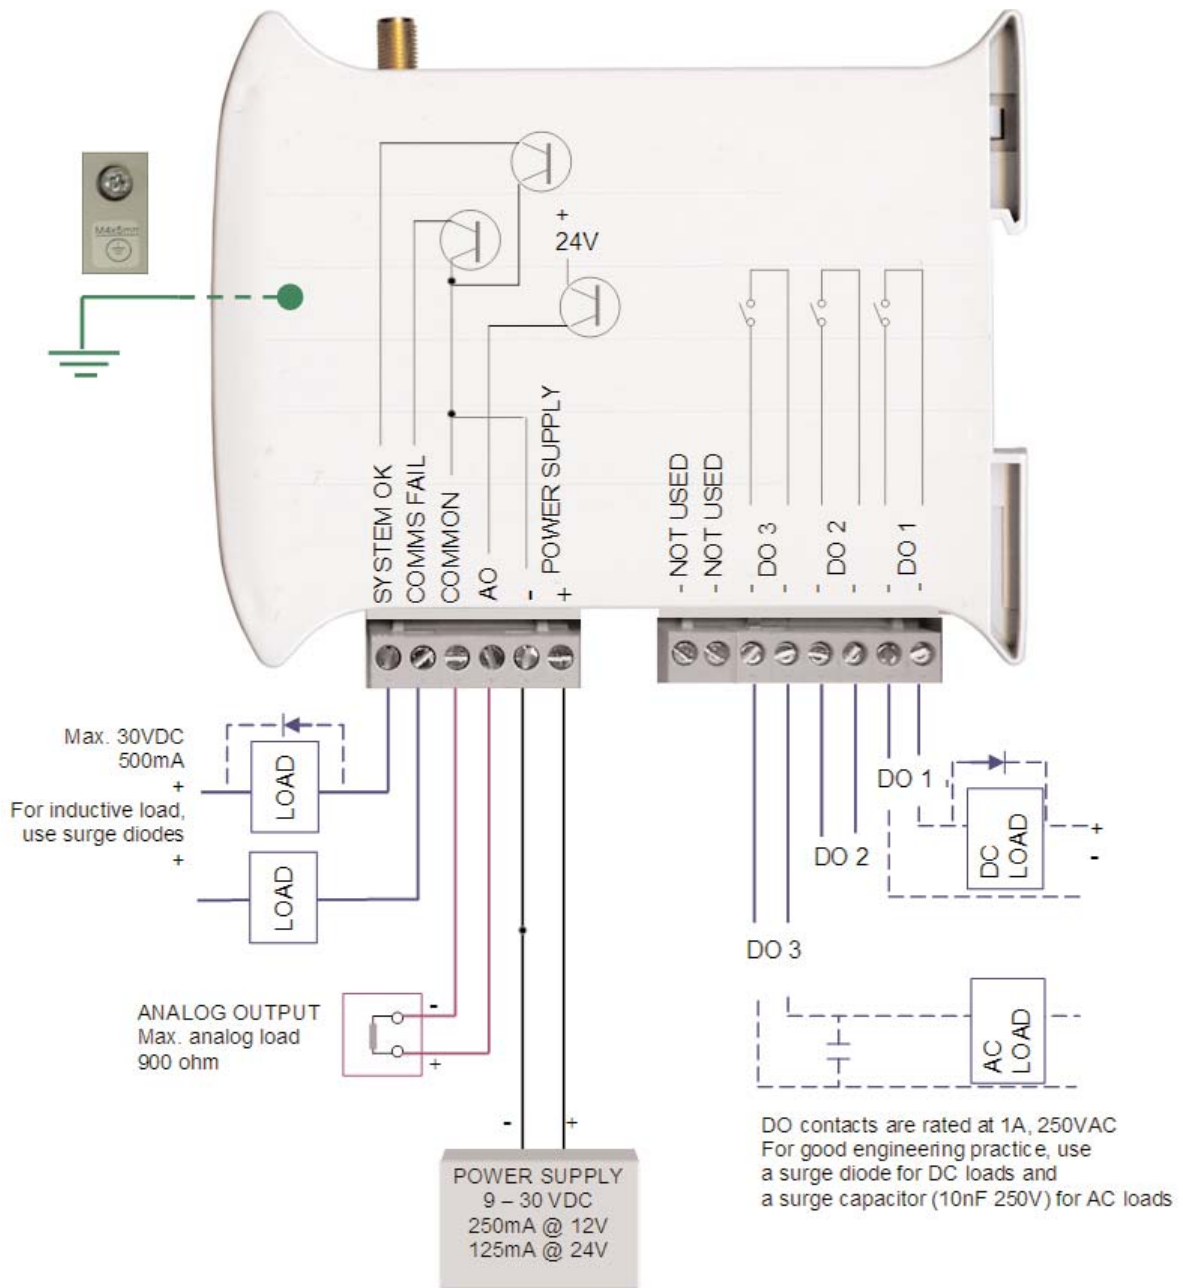 M4x6mm
+
24V
SYSTEM OK
COMMS FAIL
COMMON
AO
-
+
POWER SUPPLY
- NOT USED
- NOT USED
- DO 3 -
- DO 2 -
- DO 1 -
Max. 30VDC
500mA
+
For inductive load,
use surge diodes
+
LOAD
LOAD
ANALOG OUTPUT
Max. analog load
900 ohm
-
+
-
+
POWER SUPPLY
9 – 30 VDC
250mA @ 12V
125mA @ 24V
DO 1
DO 2
DO 3
DC
LOAD
+
-
AC
LOAD
DO contacts are rated at 1A, 250VAC
For good engineering practice, use
a surge diode for DC loads and
a surge capacitor (10nF 250V) for AC loads